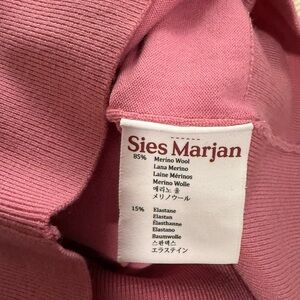 Sies Marjan
85% Merino Wool
Lana Merino
Laine Mérinos
Merino Wolle
메리노 울
メリノウール
15% Elastane
Elastan
Élasthanne
Elastano
Baumwolle
스판덱스
エラステイン